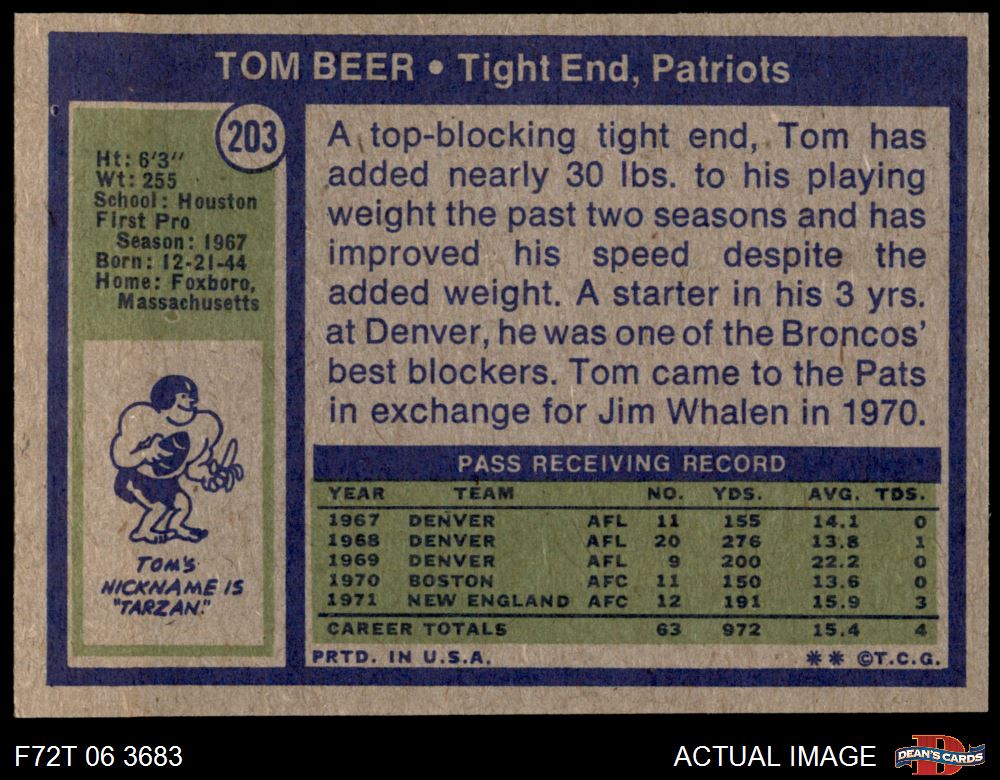 TOM BEER • Tight End, Patriots
203
Ht: 6'3"
Wt: 255
School: Houston
First Pro
Season: 1967
Born: 12-21-44
Home: Foxboro,
Massachusetts
TOM'S
NICKNAME IS
"TARZAN."
A top-blocking tight end, Tom has
added nearly 30 lbs. to his playing
weight the past two seasons and has
improved his speed despite the
added weight. A starter in his 3 yrs.
at Denver, he was one of the Broncos'
best blockers. Tom came to the Pats
in exchange for Jim Whalen in 1970.
PASS RECEIVING RECORD
YEAR TEAM NO. YDS. AVG. TDS.
1967 DENVER AFL 11 155 14.1 0
1968 DENVER AFL 20 276 13.8 1
1969 DENVER AFL 9 200 22.2 0
1970 BOSTON AFC 11 150 13.6 0
1971 NEW ENGLAND AFC 12 191 15.9 3
CAREER TOTALS 63 972 15.4 4
PRTD. IN U.S.A. ** ©T.C.G.
F72T 06 3683 ACTUAL IMAGE D DEAN'S CARDS